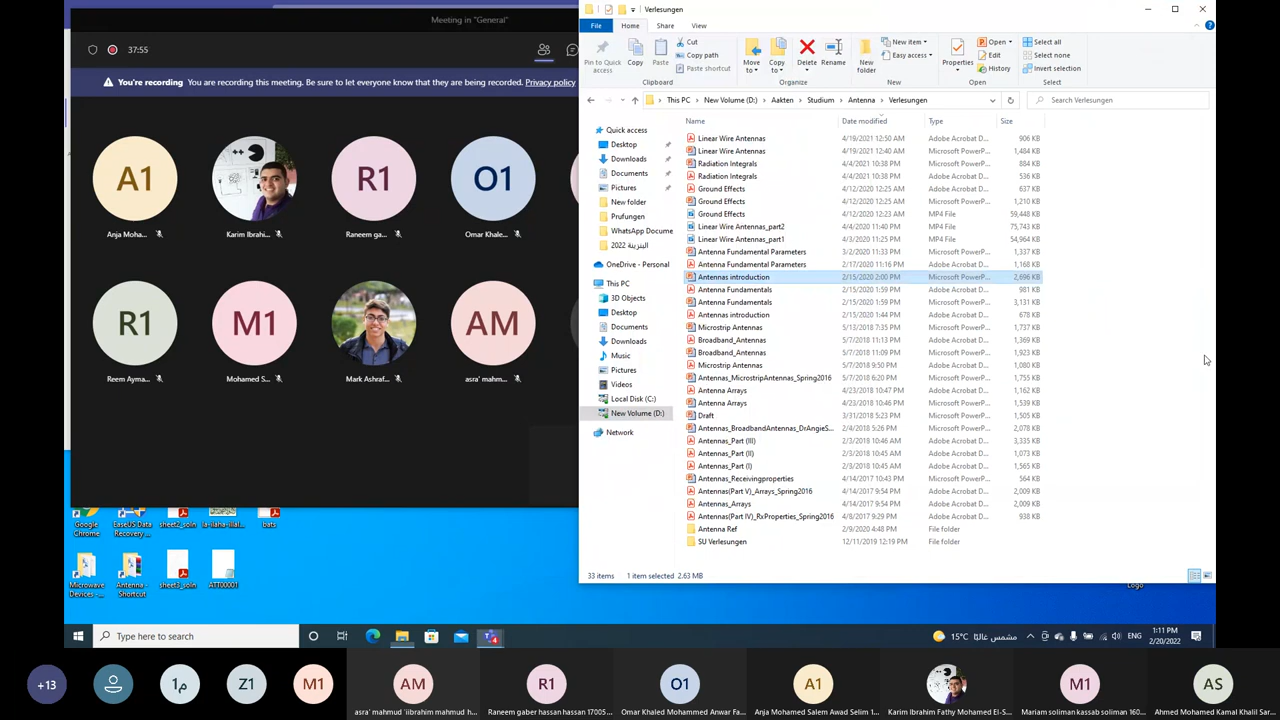 Meeting in "General"
37:55
You're recording You are recording this meeting. Be sure to let everyone know that they are being recorded. Privacy policy
A1
R1
O1
Anja Moha...
Karim Ibrahi...
Raneem ga...
Omar Khale...
R1
M1
AM
Reem Ayma...
Mohamed S...
Mark Ashraf...
asra' mahm...
Google Chrome
EaseUS Data Recovery ...
sheet2_soln
la-ilaha-illal...
bats
Microwave Devices - ...
Antenna - Shortcut
sheet3_soln
ATT00001
Verlesungen
File
Home
Share
View
Pin to Quick access
Copy
Paste
Cut
Copy path
Paste shortcut
Clipboard
Move to
Copy to
Delete
Rename
Organize
New folder
New item
Easy access
New
Properties
Open
Edit
History
Open
Select all
Select none
Invert selection
Select
This PC > New Volume (D:) > Aakten > Studium > Antenna > Verlesungen
Search Verlesungen
Quick access
Desktop
Downloads
Documents
Pictures
New folder
Prufungen
WhatsApp Docume
البنزينة 2022
OneDrive - Personal
This PC
3D Objects
Desktop
Documents
Downloads
Music
Pictures
Videos
Local Disk (C:)
New Volume (D:)
Network
Name Date modified Type Size
Linear Wire Antennas 4/19/2021 12:50 AM Adobe Acrobat D... 906 KB
Linear Wire Antennas 4/19/2021 12:40 AM Microsoft PowerP... 1,484 KB
Radiation Integrals 4/4/2021 10:38 PM Microsoft PowerP... 884 KB
Radiation Integrals 4/4/2021 10:38 PM Adobe Acrobat D... 536 KB
Ground Effects 4/12/2020 12:25 AM Adobe Acrobat D... 637 KB
Ground Effects 4/12/2020 12:25 AM Microsoft PowerP... 1,210 KB
Ground Effects 4/12/2020 12:23 AM MP4 File 59,448 KB
Linear Wire Antennas_part2 4/4/2020 11:40 PM MP4 File 75,743 KB
Linear Wire Antennas_part1 4/3/2020 11:25 PM MP4 File 54,964 KB
Antenna Fundamental Parameters 3/2/2020 11:33 PM Microsoft PowerP... 1,337 KB
Antenna Fundamental Parameters 2/17/2020 11:16 PM Adobe Acrobat D... 1,168 KB
Antennas introduction 2/15/2020 2:00 PM Microsoft PowerP... 2,696 KB
Antenna Fundamentals 2/15/2020 1:59 PM Adobe Acrobat D... 981 KB
Antenna Fundamentals 2/15/2020 1:59 PM Microsoft PowerP... 3,131 KB
Antennas introduction 2/15/2020 1:44 PM Adobe Acrobat D... 678 KB
Microstrip Antennas 5/13/2018 7:35 PM Microsoft PowerP... 1,737 KB
Broadband_Antennas 5/7/2018 11:13 PM Adobe Acrobat D... 1,369 KB
Broadband_Antennas 5/7/2018 11:09 PM Microsoft PowerP... 1,923 KB
Microstrip Antennas 5/7/2018 9:50 PM Adobe Acrobat D... 1,080 KB
Antennas_MicrostripAntennas_Spring2016 5/7/2018 6:20 PM Microsoft PowerP... 1,755 KB
Antenna Arrays 4/23/2018 10:47 PM Adobe Acrobat D... 1,162 KB
Antenna Arrays 4/23/2018 10:46 PM Microsoft PowerP... 1,539 KB
Draft 3/31/2018 5:23 PM Microsoft PowerP... 1,505 KB
Antennas_BroadbandAntennas_DrAngieS... 2/4/2018 5:26 PM Microsoft PowerP... 2,078 KB
Antennas_Part (III) 2/3/2018 10:46 AM Adobe Acrobat D... 3,335 KB
Antennas_Part (II) 2/3/2018 10:45 AM Adobe Acrobat D... 1,073 KB
Antennas_Part (I) 2/3/2018 10:45 AM Adobe Acrobat D... 1,565 KB
Antennas_Receivingproperties 4/14/2017 10:43 PM Microsoft PowerP... 564 KB
Antennas(Part V)_Arrays_Spring2016 4/14/2017 9:54 PM Adobe Acrobat D... 2,009 KB
Antennas_Arrays 4/14/2017 9:54 PM Adobe Acrobat D... 2,009 KB
Antennas(Part IV)_RxProperties_Spring2016 4/8/2017 9:29 PM Adobe Acrobat D... 938 KB
Antenna Ref 2/9/2020 4:48 PM File folder
SU Verlesungen 12/11/2019 12:19 PM File folder
33 items 1 item selected 2.63 MB
Logo
Type here to search
15°C مشمس غالبًا
ENG
1:11 PM
2/20/2022
+13
م1
Z1
M1
AM
R1
O1
A1
M1
AS
asra' mahmud 'iibrahim mahmud h...
Raneem gaber hassan hassan 17005...
Omar Khaled Mohammed Anwar Fa...
Anja Mohamed Salem Awad Selim 1...
Karim Ibrahim Fathy Mohamed El-S...
Mariam soliman kassab soliman 160...
Ahmed Mohamed Kamal Khalil Sar...